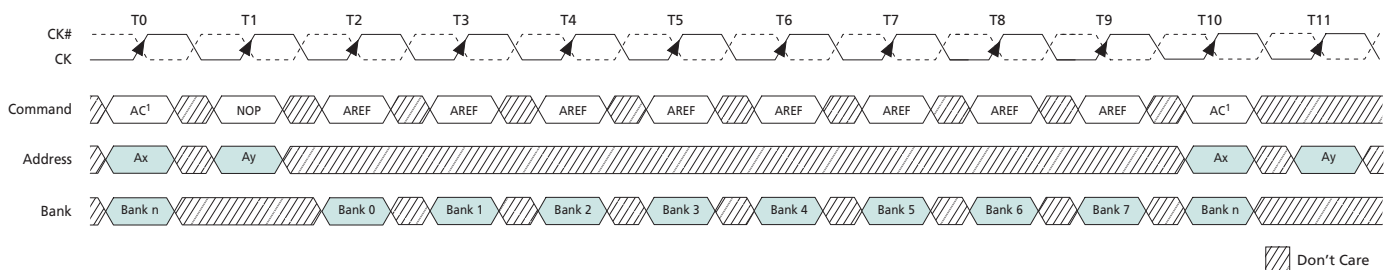 T0 T1 T2 T3 T4 T5 T6 T7 T8 T9 T10 T11
CK#
CK
Command AC¹ NOP AREF AREF AREF AREF AREF AREF AREF AREF AC¹
Address Ax Ay Ax Ay
Bank Bank n Bank 0 Bank 1 Bank 2 Bank 3 Bank 4 Bank 5 Bank 6 Bank 7 Bank n
Don't Care